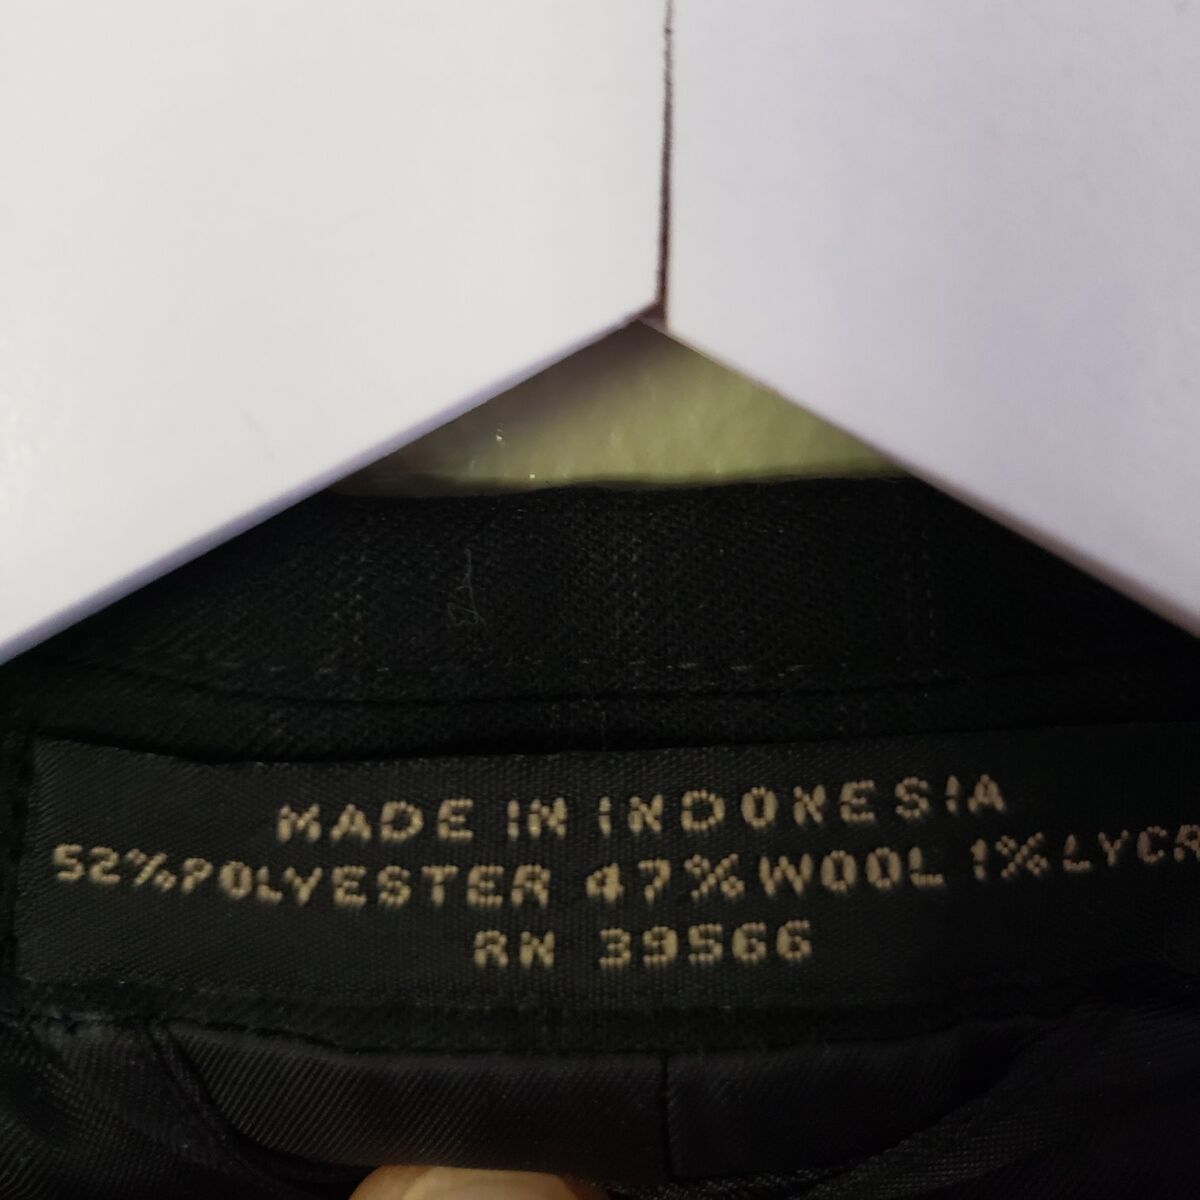 MADE IN INDONESIA
52%POLYESTER 47%WOOL 1%LYCR
RN 39566